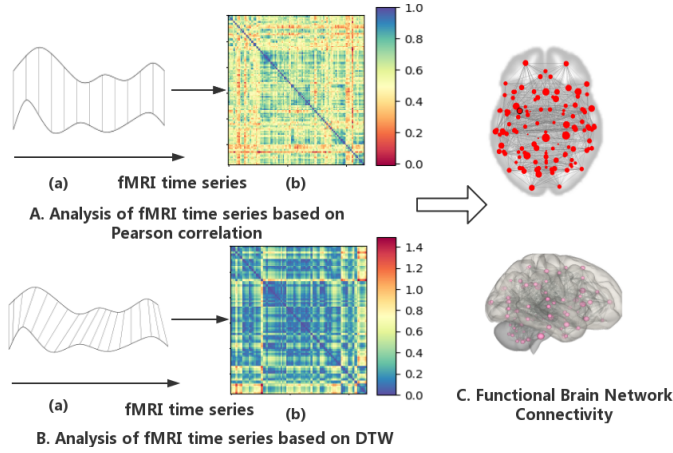 1.0
0.8
0.6
0.4
0.2
0.0
(a)
fMRI time series
(b)
A. Analysis of fMRI time series based on
Pearson correlation
1.4
1.2
1.0
0.8
0.6
0.4
0.2
0.0
(a)
fMRI time series
(b)
B. Analysis of fMRI time series based on DTW
C. Functional Brain Network
Connectivity